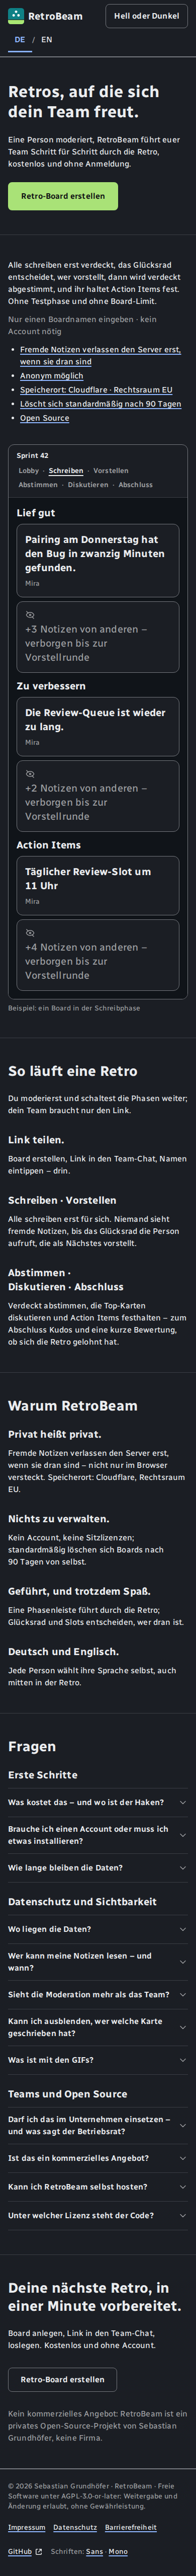 RetroBeam
Hell oder Dunkel
DE / EN
Retros, auf die sich
dein Team freut.
Eine Person moderiert, RetroBeam führt euer
Team Schritt für Schritt durch die Retro,
kostenlos und ohne Anmeldung.
Retro-Board erstellen
Alle schreiben erst verdeckt, das Glücksrad
entscheidet, wer vorstellt, dann wird verdeckt
abgestimmt, und ihr haltet Action Items fest.
Ohne Testphase und ohne Board-Limit.
Nur einen Boardnamen eingeben · kein
Account nötig
Fremde Notizen verlassen den Server erst,
wenn sie dran sind
Anonym möglich
Speicherort: Cloudflare · Rechtsraum EU
Löscht sich standardmäßig nach 90 Tagen
Open Source
Sprint 42
Lobby · Schreiben · Vorstellen
Abstimmen · Diskutieren · Abschluss
Lief gut
Pairing am Donnerstag hat
den Bug in zwanzig Minuten
gefunden.
Mira
+3 Notizen von anderen –
verborgen bis zur
Vorstellrunde
Zu verbessern
Die Review-Queue ist wieder
zu lang.
Mira
+2 Notizen von anderen –
verborgen bis zur
Vorstellrunde
Action Items
Täglicher Review-Slot um
11 Uhr
Mira
+4 Notizen von anderen –
verborgen bis zur
Vorstellrunde
Beispiel: ein Board in der Schreibphase
So läuft eine Retro
Du moderierst und schaltest die Phasen weiter;
dein Team braucht nur den Link.
Link teilen.
Board erstellen, Link in den Team-Chat, Namen
eintippen – drin.
Schreiben · Vorstellen
Alle schreiben erst für sich. Niemand sieht
fremde Notizen, bis das Glücksrad die Person
aufruft, die als Nächstes vorstellt.
Abstimmen ·
Diskutieren · Abschluss
Verdeckt abstimmen, die Top-Karten
diskutieren und Action Items festhalten – zum
Abschluss Kudos und eine kurze Bewertung,
ob sich die Retro gelohnt hat.
Warum RetroBeam
Privat heißt privat.
Fremde Notizen verlassen den Server erst,
wenn sie dran sind – nicht nur im Browser
versteckt. Speicherort: Cloudflare, Rechtsraum
EU.
Nichts zu verwalten.
Kein Account, keine Sitzlizenzen;
standardmäßig löschen sich Boards nach
90 Tagen von selbst.
Geführt, und trotzdem Spaß.
Eine Phasenleiste führt durch die Retro;
Glücksrad und Slots entscheiden, wer dran ist.
Deutsch und Englisch.
Jede Person wählt ihre Sprache selbst, auch
mitten in der Retro.
Fragen
Erste Schritte
Was kostet das – und wo ist der Haken?
Brauche ich einen Account oder muss ich
etwas installieren?
Wie lange bleiben die Daten?
Datenschutz und Sichtbarkeit
Wo liegen die Daten?
Wer kann meine Notizen lesen – und
wann?
Sieht die Moderation mehr als das Team?
Kann ich ausblenden, wer welche Karte
geschrieben hat?
Was ist mit den GIFs?
Teams und Open Source
Darf ich das im Unternehmen einsetzen –
und was sagt der Betriebsrat?
Ist das ein kommerzielles Angebot?
Kann ich RetroBeam selbst hosten?
Unter welcher Lizenz steht der Code?
Deine nächste Retro, in
einer Minute vorbereitet.
Board anlegen, Link in den Team-Chat,
loslegen. Kostenlos und ohne Account.
Retro-Board erstellen
Kein kommerzielles Angebot: RetroBeam ist ein
privates Open-Source-Projekt von Sebastian
Grundhöfer, keine Firma.
© 2026 Sebastian Grundhöfer · RetroBeam · Freie
Software unter AGPL-3.0-or-later: Weitergabe und
Änderung erlaubt, ohne Gewährleistung.
Impressum Datenschutz Barrierefreiheit
GitHub Schriften: Sans · Mono